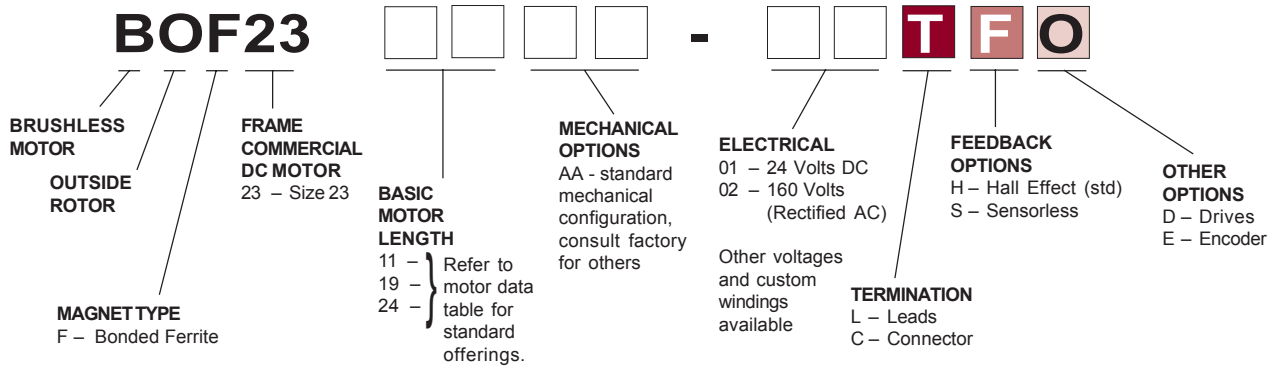 BOF23 - T F O
BRUSHLESS
MOTOR
OUTSIDE
ROTOR
MAGNET TYPE
F – Bonded Ferrite
FRAME
COMMERCIAL
DC MOTOR
23 – Size 23
BASIC
MOTOR
LENGTH
11 –
19 –
24 –
} Refer to
motor data
table for
standard
offerings.
MECHANICAL
OPTIONS
AA - standard
mechanical
configuration,
consult factory
for others
ELECTRICAL
01 – 24 Volts DC
02 – 160 Volts
(Rectified AC)
Other voltages
and custom
windings
available
TERMINATION
L – Leads
C – Connector
FEEDBACK
OPTIONS
H – Hall Effect (std)
S – Sensorless
OTHER
OPTIONS
D – Drives
E – Encoder